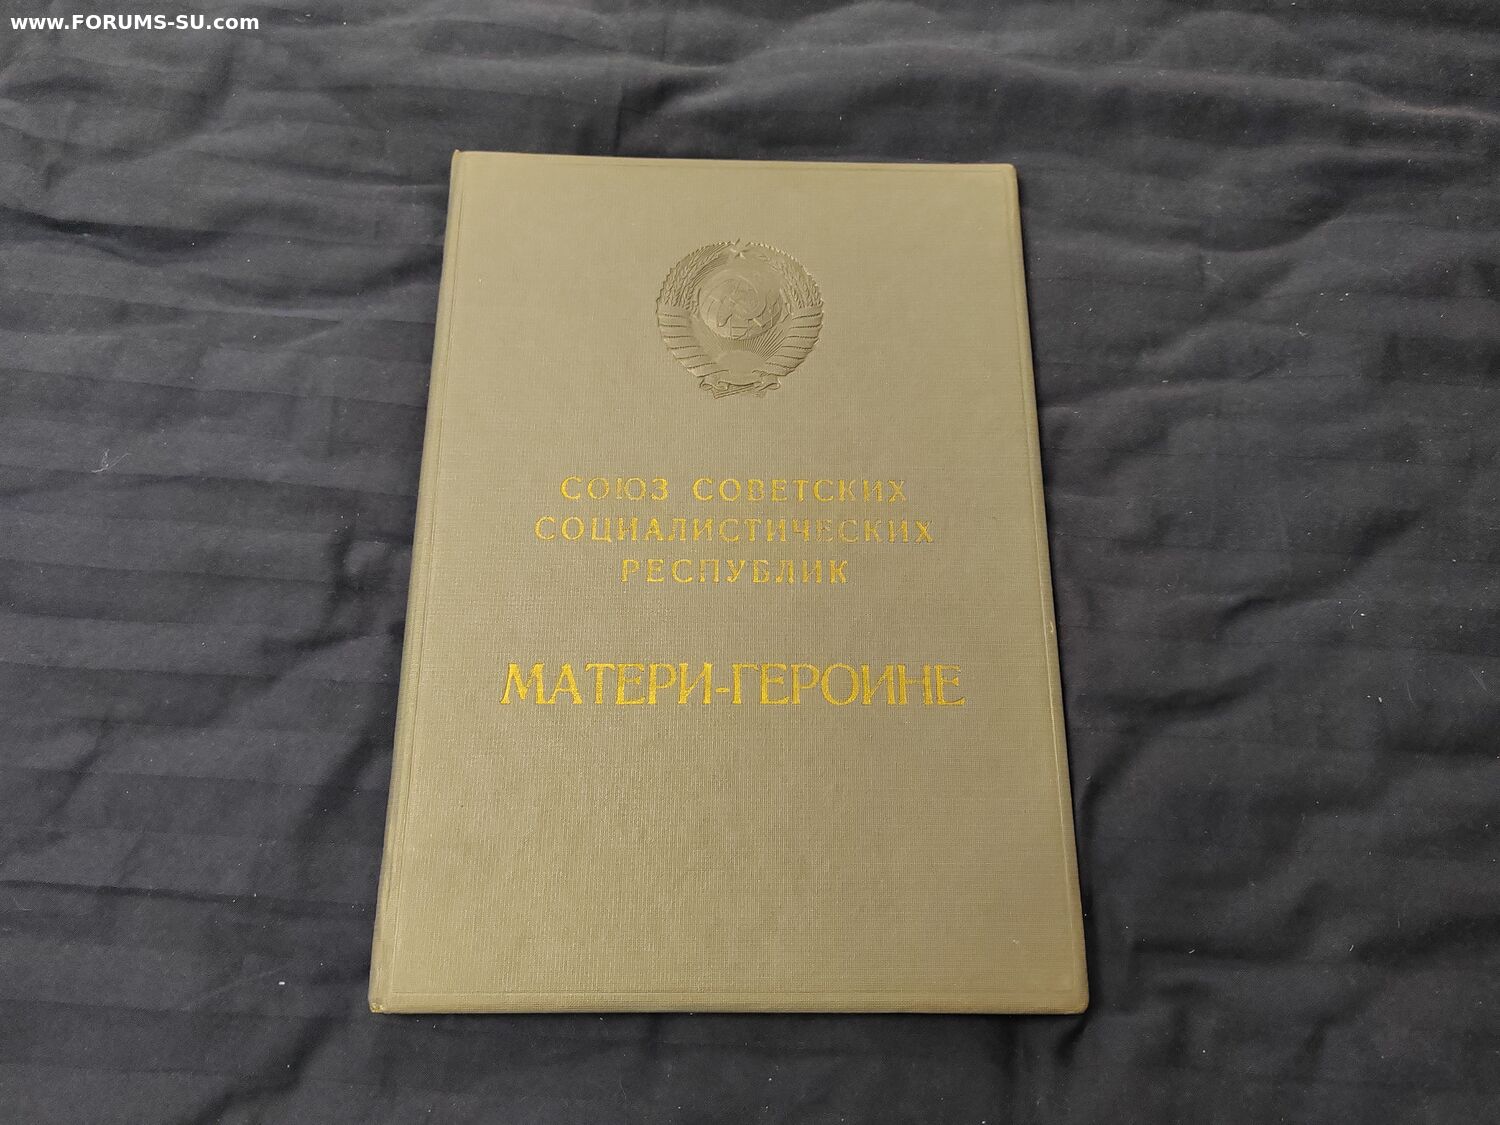 www.FORUMS-SU.com
СОЮЗ СОВЕТСКИХ
СОЦИАЛИСТИЧЕСКИХ
РЕСПУБЛИК
МАТЕРИ-ГЕРОИНЕ